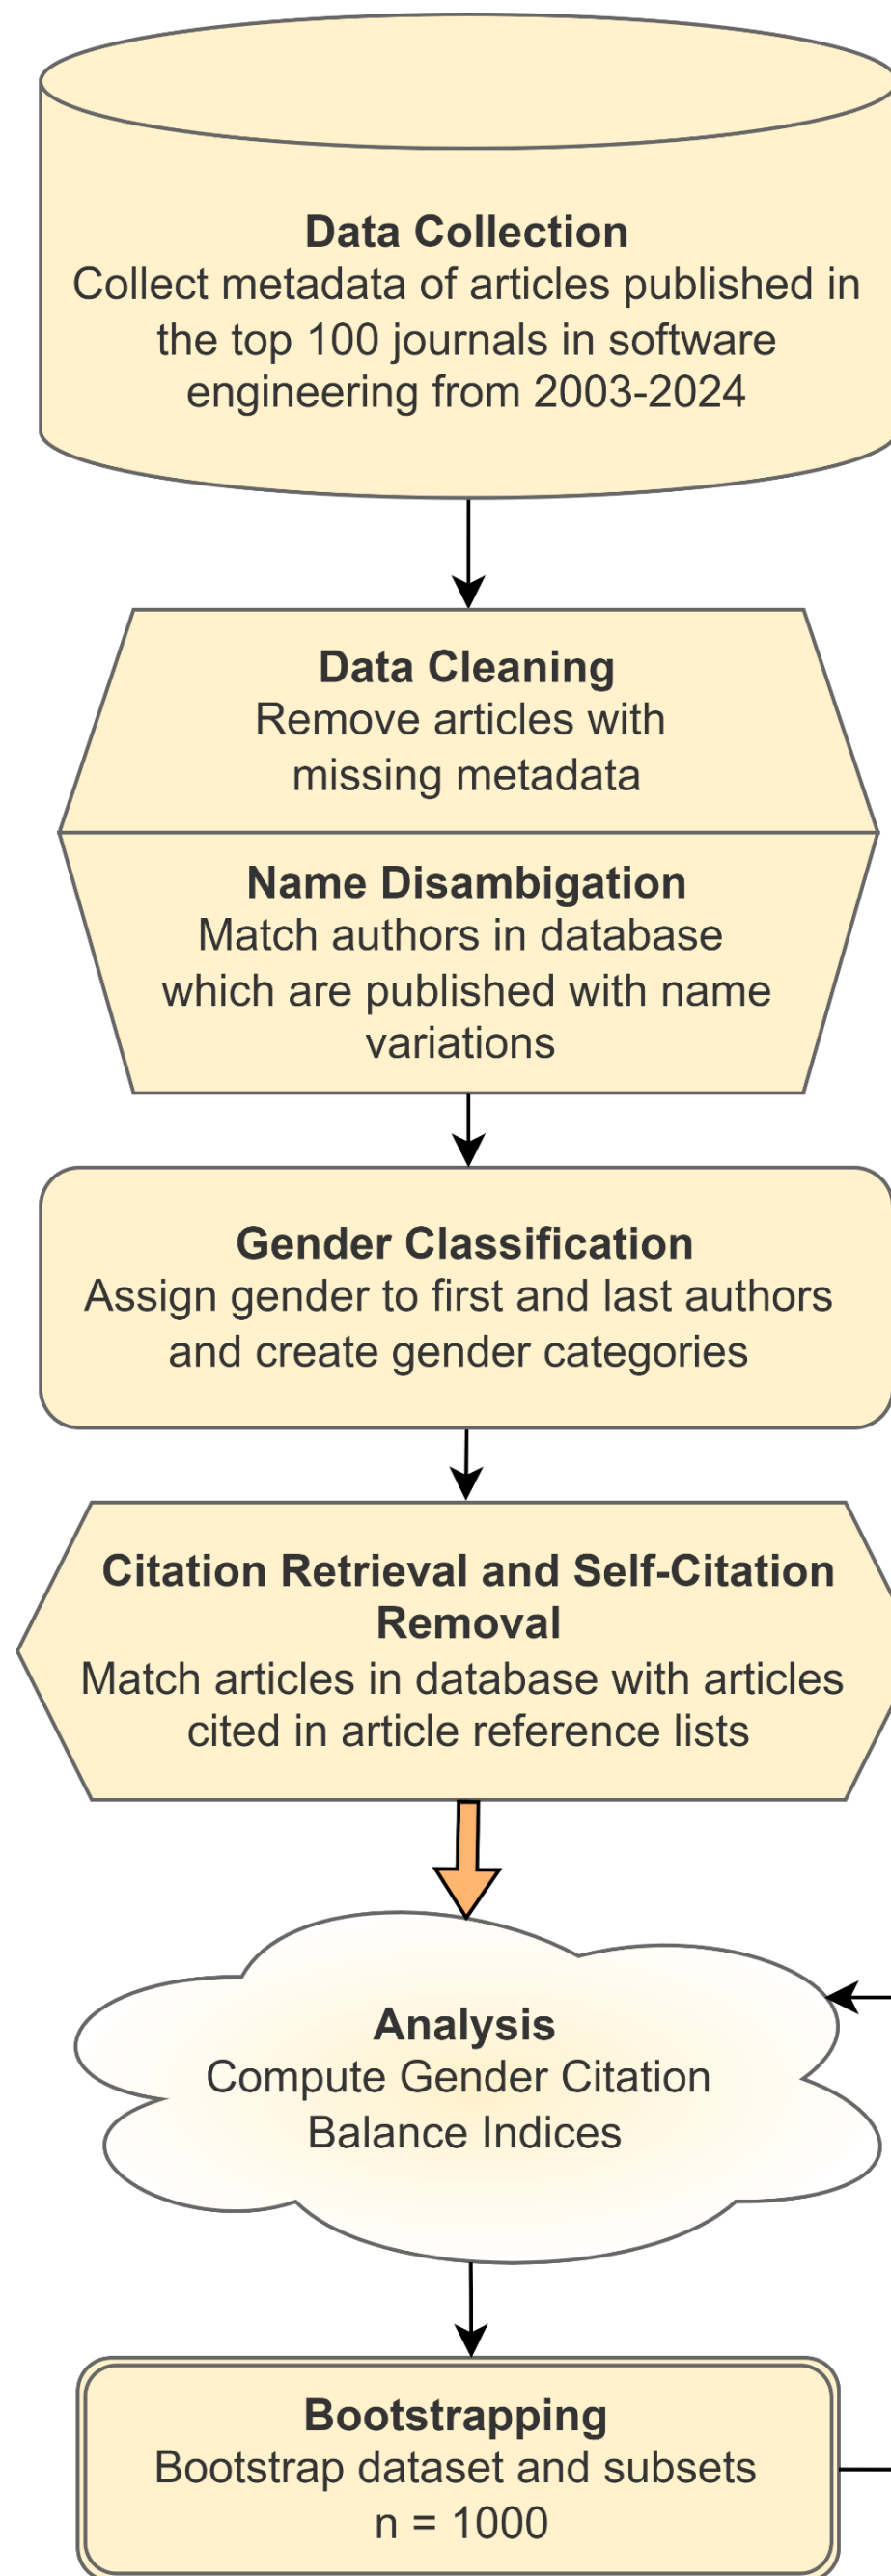 Data Collection
Collect metadata of articles published in
the top 100 journals in software
engineering from 2003-2024
Data Cleaning
Remove articles with
missing metadata
Name Disambigation
Match authors in database
which are published with name
variations
Gender Classification
Assign gender to first and last authors
and create gender categories
Citation Retrieval and Self-Citation
Removal
Match articles in database with articles
cited in article reference lists
Analysis
Compute Gender Citation
Balance Indices
Bootstrapping
Bootstrap dataset and subsets
n = 1000